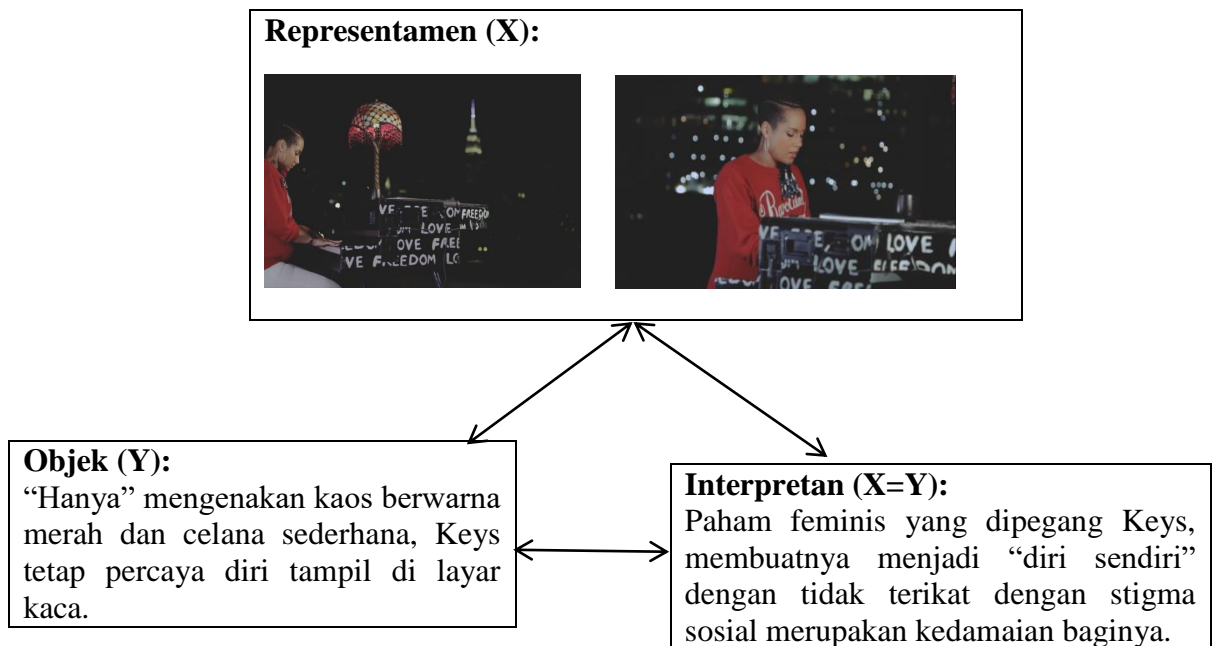 Representamen (X):
VE FREEDOM LO
LOVE
LOVE
Objek (Y):
“Hanya” mengenakan kaos berwarna
merah dan celana sederhana, Keys
tetap percaya diri tampil di layar
kaca.
Interpretan (X=Y):
Paham feminis yang dipegang Keys,
membuatnya menjadi “diri sendiri”
dengan tidak terikat dengan stigma
sosial merupakan kedamaian baginya.